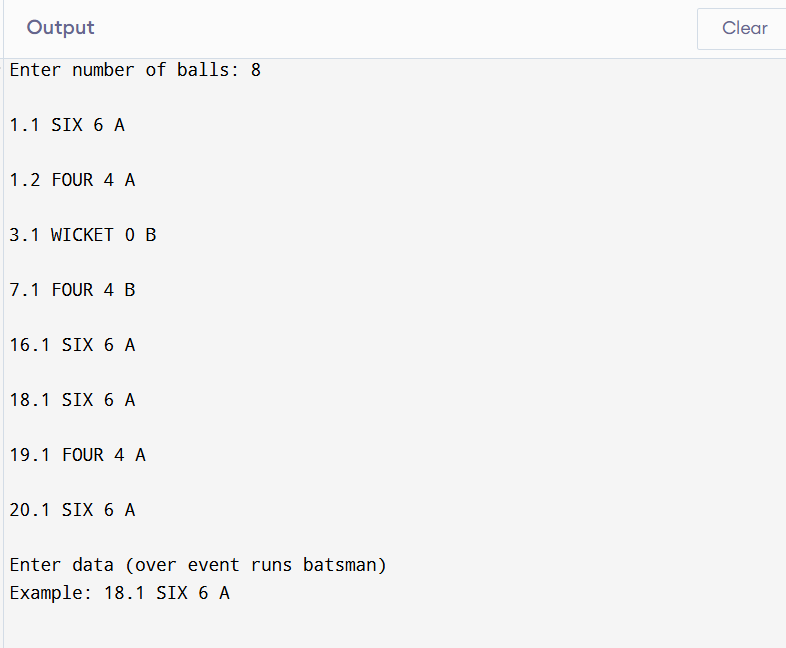 Output
Clear
Enter number of balls: 8
1.1 SIX 6 A
1.2 FOUR 4 A
3.1 WICKET 0 B
7.1 FOUR 4 B
16.1 SIX 6 A
18.1 SIX 6 A
19.1 FOUR 4 A
20.1 SIX 6 A
Enter data (over event runs batsman)
Example: 18.1 SIX 6 A